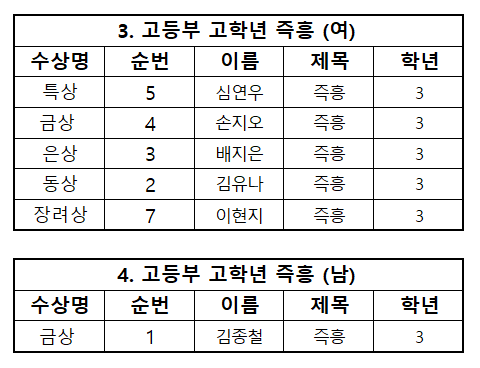 3. 고등부 고학년 즉흥 (여)
수상명 순번 이름 제목 학년
특상 5 심연우 즉흥 3
금상 4 손지오 즉흥 3
은상 3 배지은 즉흥 3
동상 2 김유나 즉흥 3
장려상 7 이현지 즉흥 3
4. 고등부 고학년 즉흥 (남)
수상명 순번 이름 제목 학년
금상 1 김종철 즉흥 3